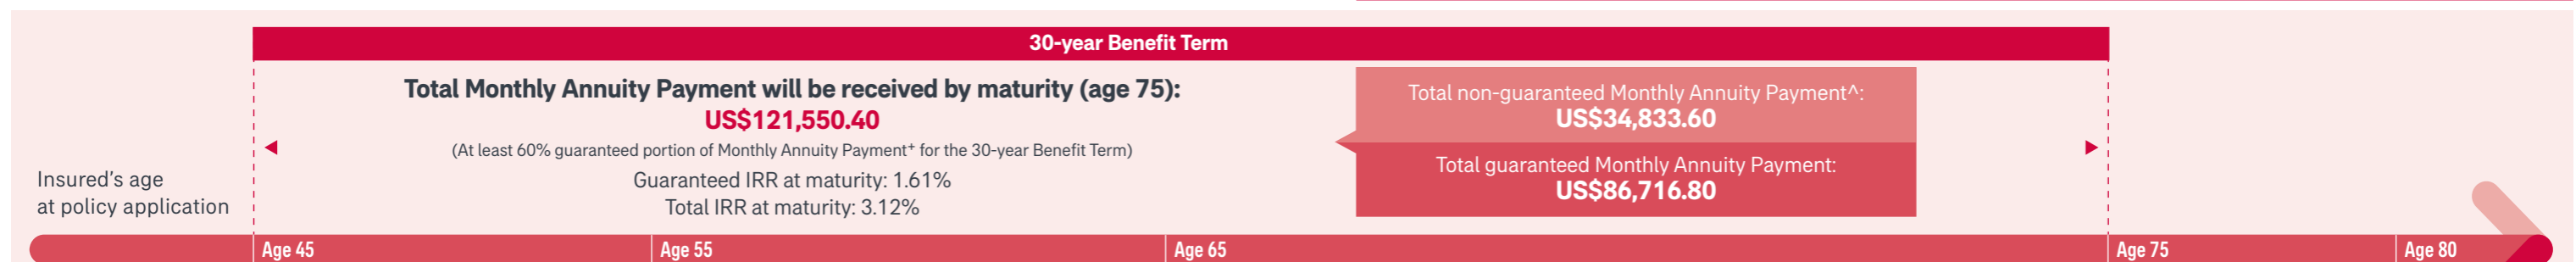 30-year Benefit Term
Total Monthly Annuity Payment will be received by maturity (age 75):
US$121,550.40
(At least 60% guaranteed portion of Monthly Annuity Payment+ for the 30-year Benefit Term)
Guaranteed IRR at maturity: 1.61%
Total IRR at maturity: 3.12%
Total non-guaranteed Monthly Annuity Payment^:
US$34,833.60
Total guaranteed Monthly Annuity Payment:
US$86,716.80
Insured’s age
at policy application
Age 45
Age 55
Age 65
Age 75
Age 80